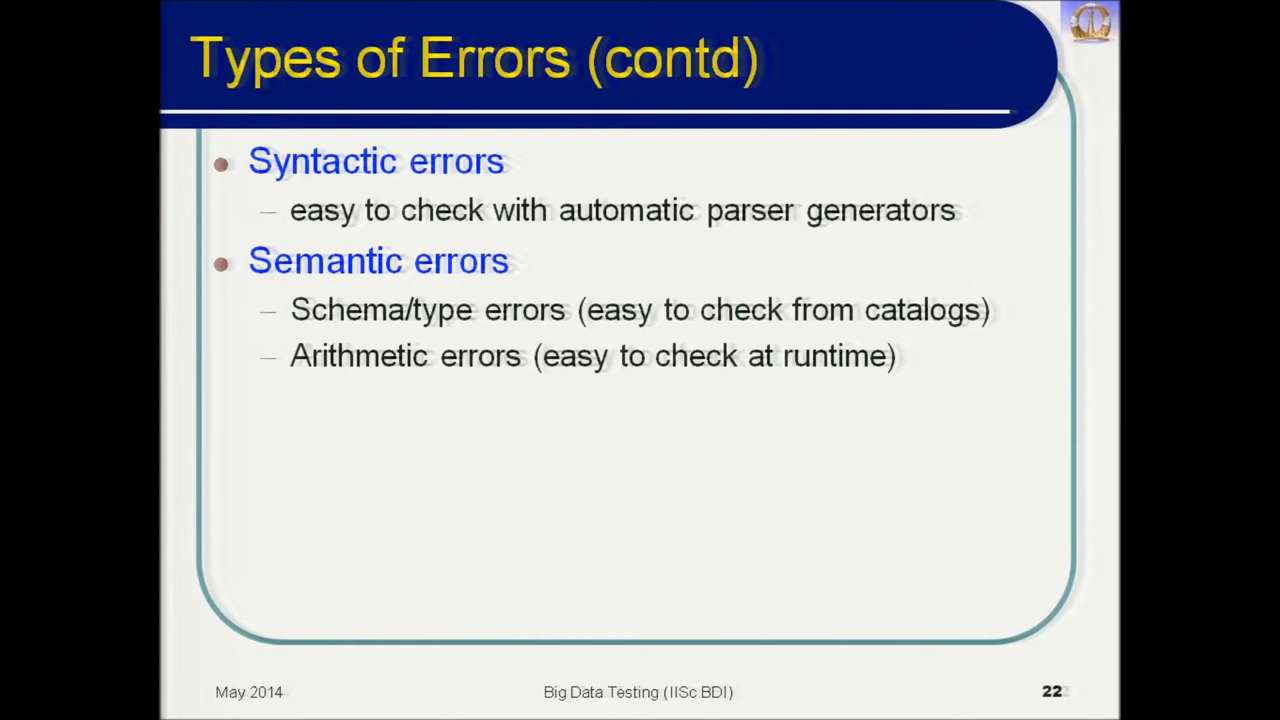 Types of Errors (contd)
Syntactic errors
– easy to check with automatic parser generators
Semantic errors
– Schema/type errors (easy to check from catalogs)
– Arithmetic errors (easy to check at runtime)
May 2014
Big Data Testing (IISc BDI)
22